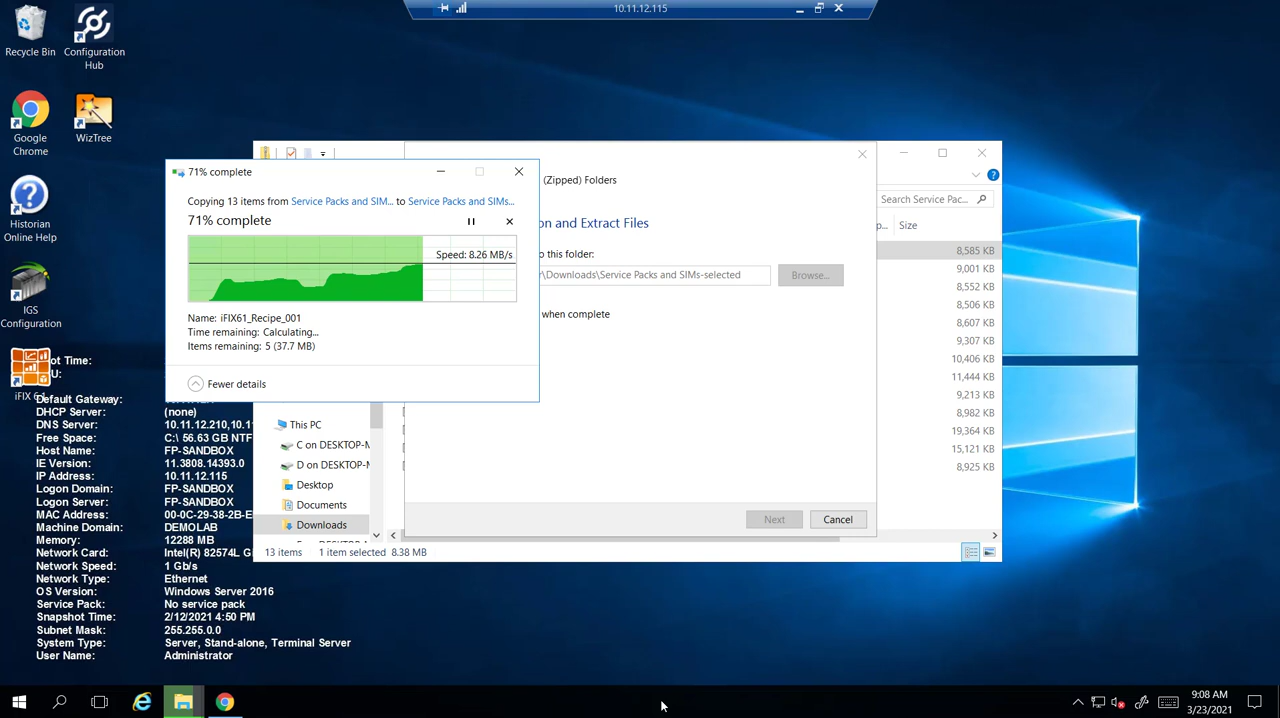 10.11.12.115
Recycle Bin
Configuration
Hub
Google
Chrome
WizTree
Historian
Online Help
IGS
Configuration
iFIX 6.1
71% complete
Copying 13 items from Service Packs and SIM... to Service Packs and SIMs...
71% complete
Speed: 8.26 MB/s
Name: iFIX61_Recipe_001
Time remaining: Calculating...
Items remaining: 5 (37.7 MB)
Fewer details
(Zipped) Folders
on and Extract Files
o this folder:
\Downloads\Service Packs and SIMs-selected
Browse...
when complete
Next
Cancel
Search Service Pac...
p...
Size
8,585 KB
9,001 KB
8,552 KB
8,506 KB
8,607 KB
9,307 KB
10,406 KB
11,444 KB
9,213 KB
8,982 KB
19,364 KB
15,121 KB
8,925 KB
This PC
C on DESKTOP-M
D on DESKTOP-M
Desktop
Documents
Downloads
13 items 1 item selected 8.38 MB
ot Time:
U:
Default Gateway:
DHCP Server: (none)
DNS Server: 10.11.12.210,10.1
Free Space: C:\ 56.63 GB NTF
Host Name: FP-SANDBOX
IE Version: 11.3808.14393.0
IP Address: 10.11.12.115
Logon Domain: FP-SANDBOX
Logon Server: FP-SANDBOX
MAC Address: 00-0C-29-38-2B-E
Machine Domain: DEMOLAB
Memory: 12288 MB
Network Card: Intel(R) 82574L G
Network Speed: 1 Gb/s
Network Type: Ethernet
OS Version: Windows Server 2016
Service Pack: No service pack
Snapshot Time: 2/12/2021 4:50 PM
Subnet Mask: 255.255.0.0
System Type: Server, Stand-alone, Terminal Server
User Name: Administrator
9:08 AM
3/23/2021